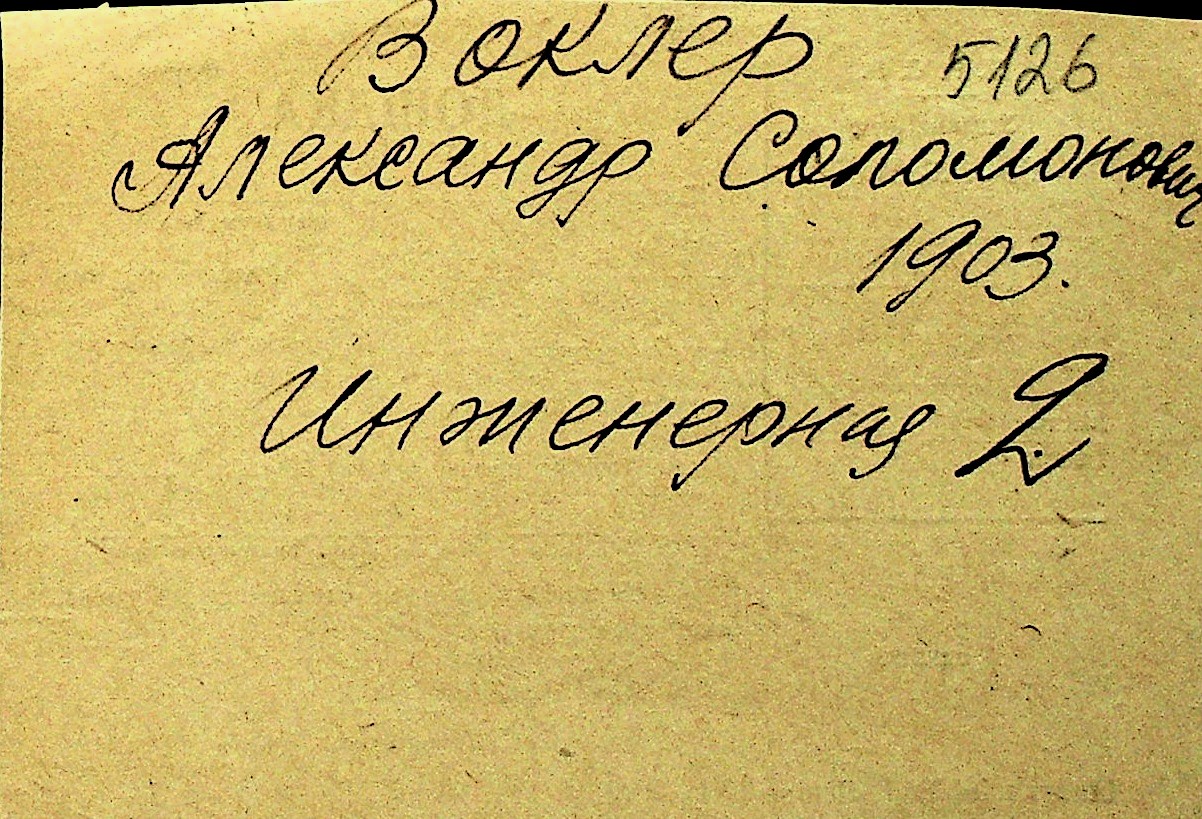 Воклер 5126
Александр Соломонович
1903.
Инженерная 2